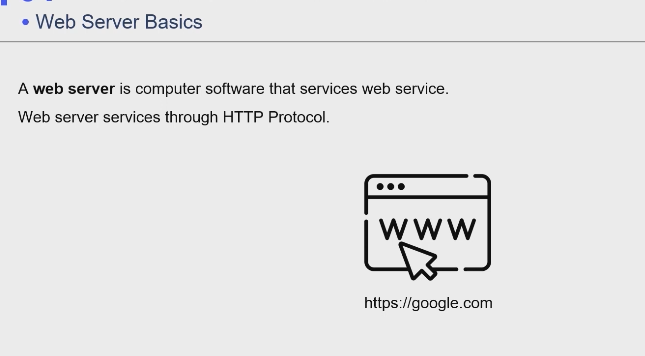 • Web Server Basics
A web server is computer software that services web service.
Web server services through HTTP Protocol.
WWW
https://google.com